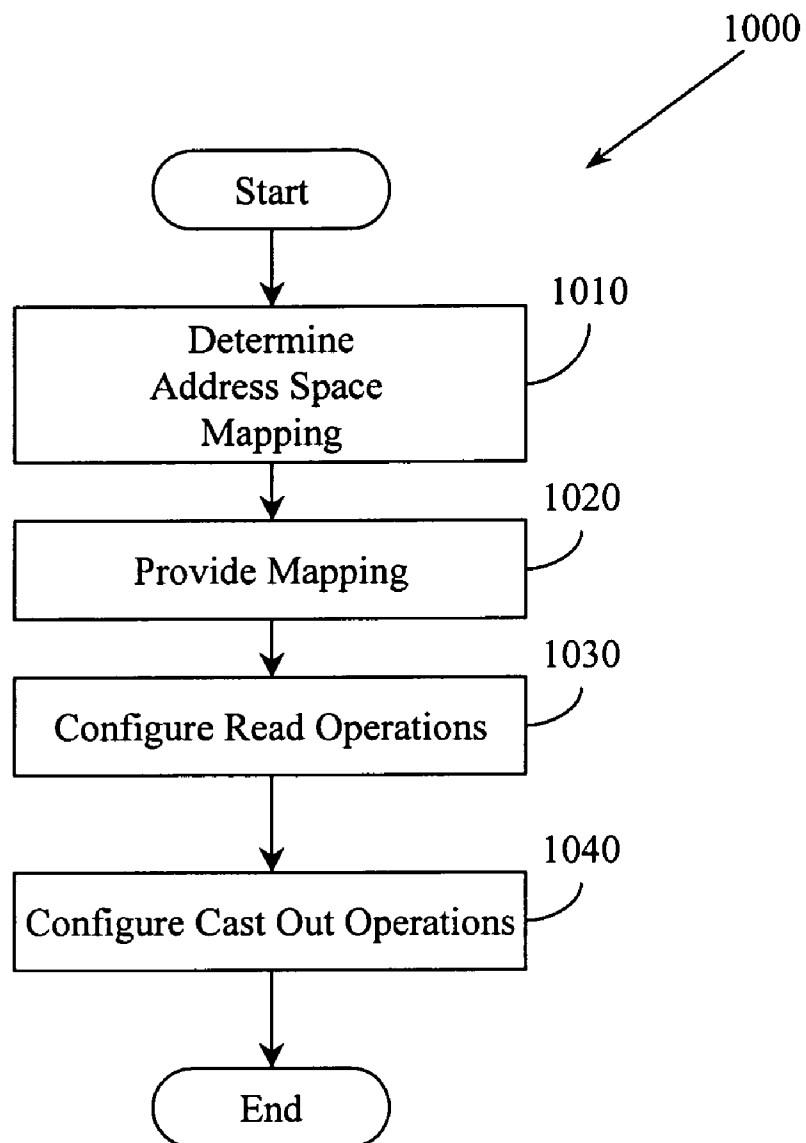 1000
Start
1010
Determine
Address Space
Mapping
1020
Provide Mapping
1030
Configure Read Operations
1040
Configure Cast Out Operations
End